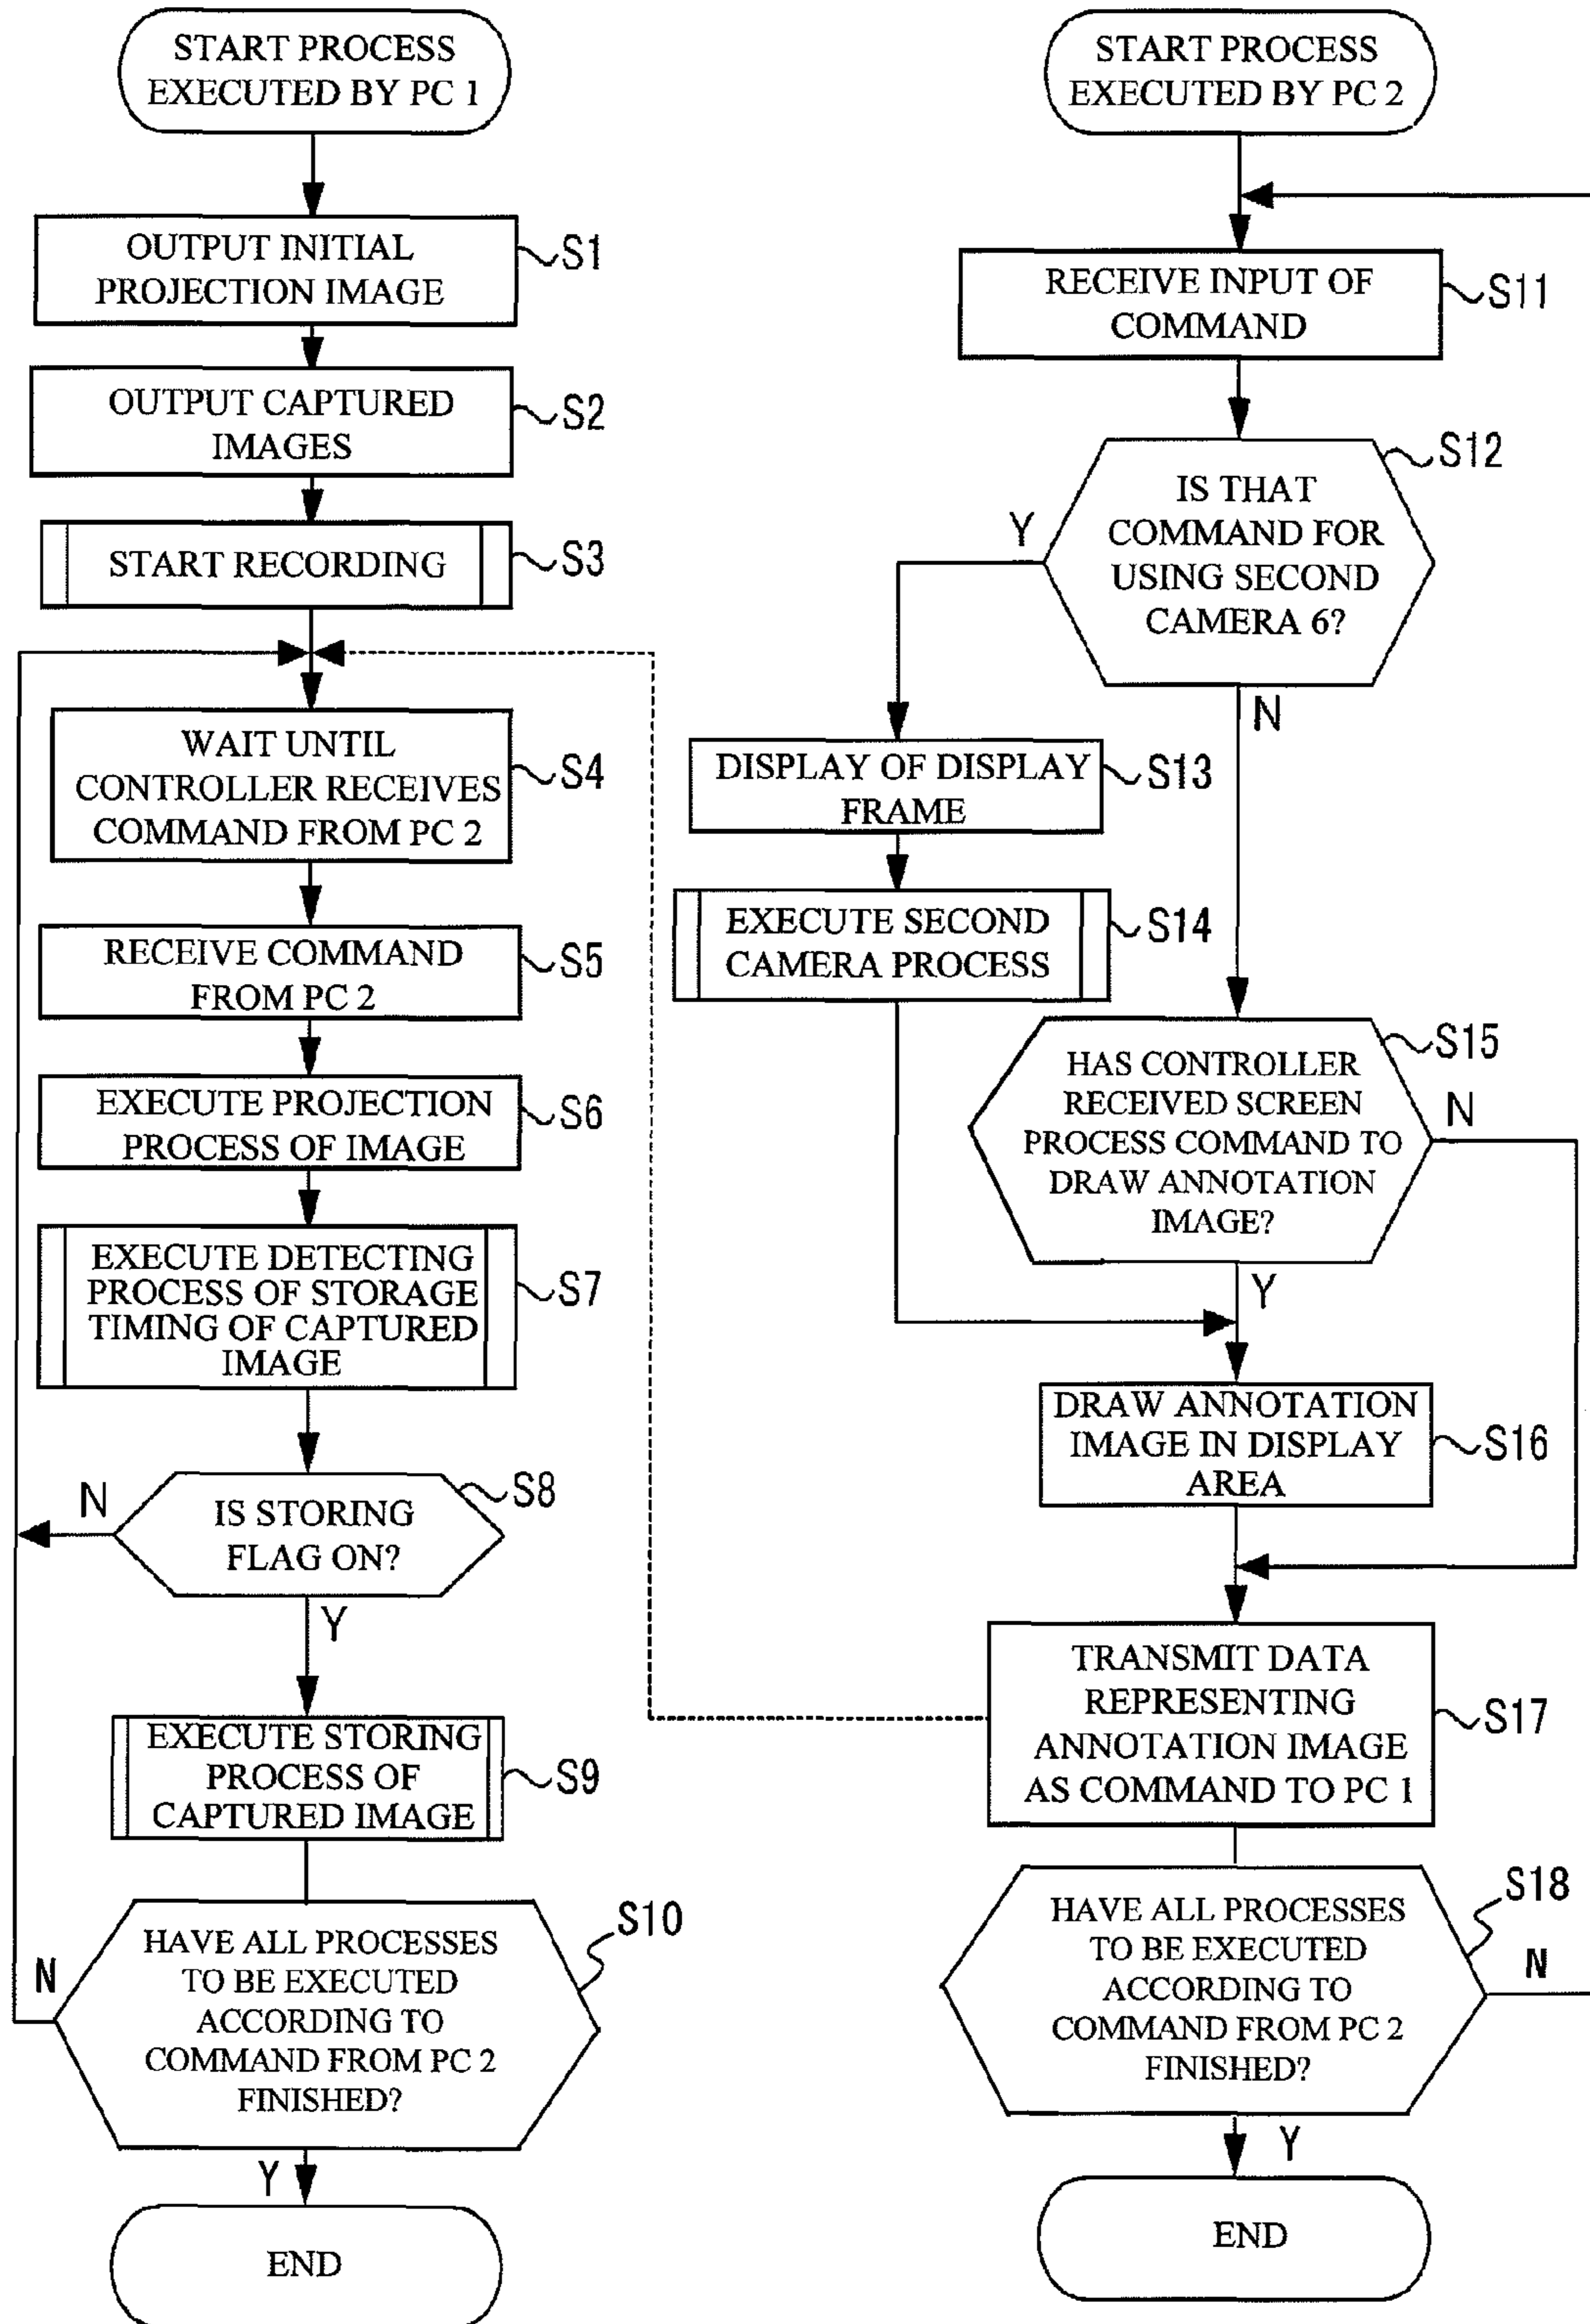 START PROCESS
EXECUTED BY PC 1
OUTPUT INITIAL
PROJECTION IMAGE
S1
OUTPUT CAPTURED
IMAGES
S2
START RECORDING
S3
WAIT UNTIL
CONTROLLER RECEIVES
COMMAND FROM PC 2
S4
RECEIVE COMMAND
FROM PC 2
S5
EXECUTE PROJECTION
PROCESS OF IMAGE
S6
EXECUTE DETECTING
PROCESS OF STORAGE
TIMING OF CAPTURED
IMAGE
S7
IS STORING
FLAG ON?
S8
N
Y
EXECUTE STORING
PROCESS OF
CAPTURED IMAGE
S9
HAVE ALL PROCESSES
TO BE EXECUTED
ACCORDING TO
COMMAND FROM PC 2
FINISHED?
S10
N
Y
END
START PROCESS
EXECUTED BY PC 2
RECEIVE INPUT OF
COMMAND
S11
IS THAT
COMMAND FOR
USING SECOND
CAMERA 6?
S12
Y
N
DISPLAY OF DISPLAY
FRAME
S13
EXECUTE SECOND
CAMERA PROCESS
S14
HAS CONTROLLER
RECEIVED SCREEN
PROCESS COMMAND TO
DRAW ANNOTATION
IMAGE?
S15
N
Y
DRAW ANNOTATION
IMAGE IN DISPLAY
AREA
S16
TRANSMIT DATA
REPRESENTING
ANNOTATION IMAGE
AS COMMAND TO PC 1
S17
HAVE ALL PROCESSES
TO BE EXECUTED
ACCORDING TO
COMMAND FROM PC 2
FINISHED?
S18
N
Y
END